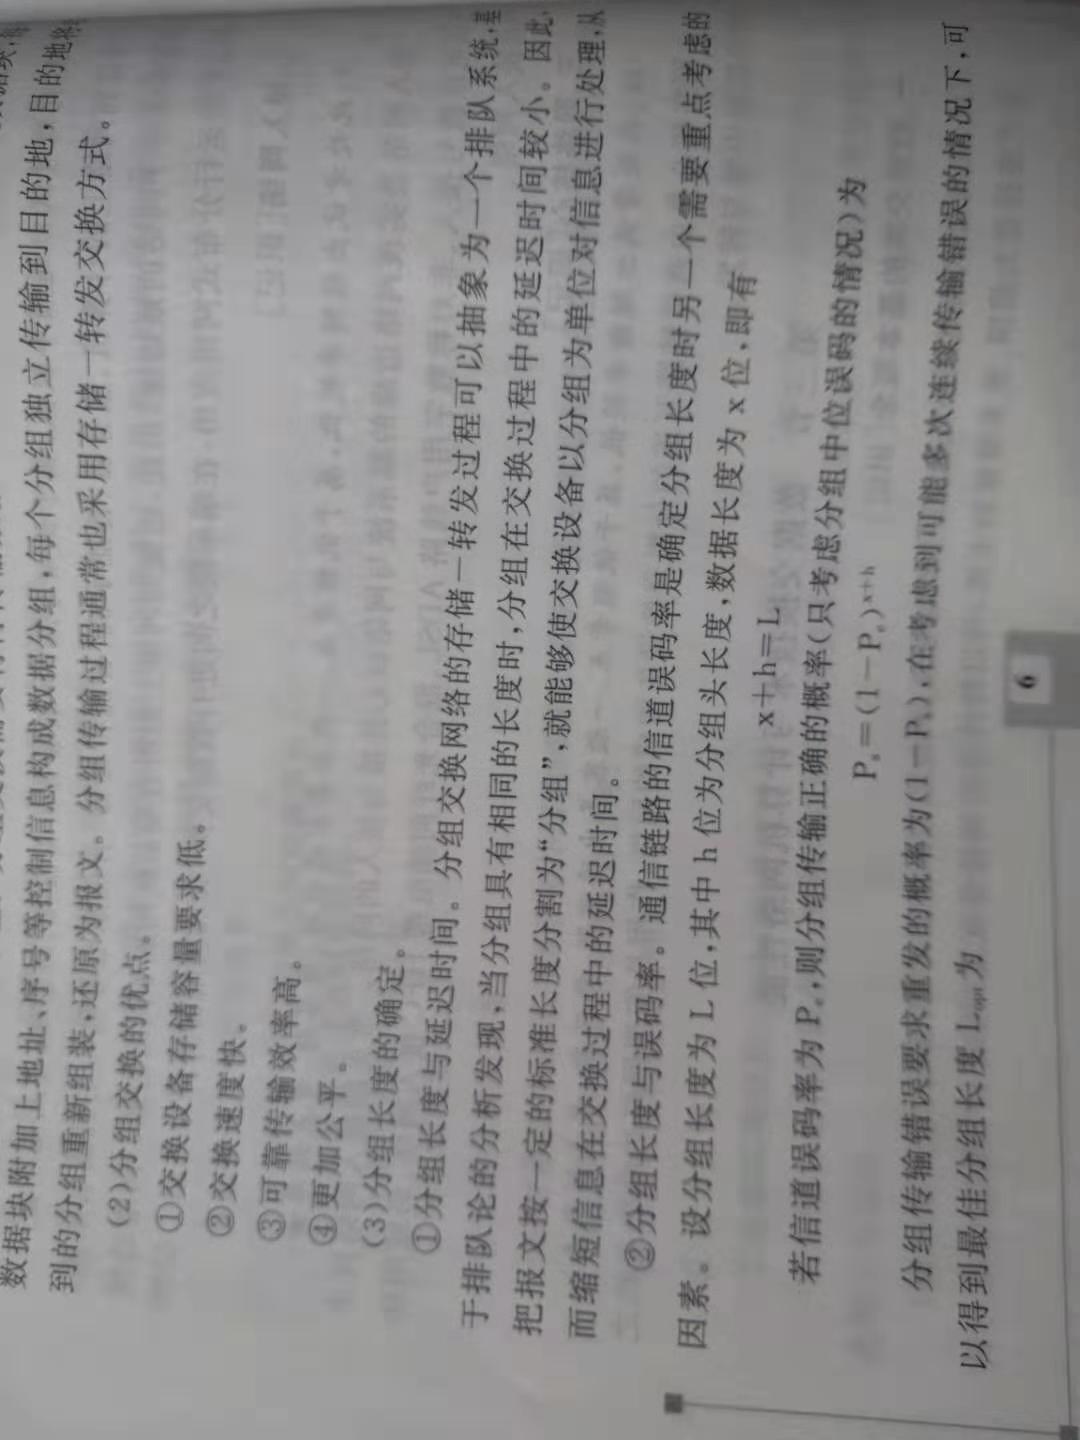 数据块附加上地址、序号等控制信息构成数据分组,每个分组独立传输到目的地,目的地将
到的分组重新组装,还原为报文。分组传输过程通常也采用存储—转发交换方式。
(2)分组交换的优点。
①交换设备存储容量要求低。
②交换速度快。
③可靠传输效率高。
④更加公平。
(3)分组长度的确定。
①分组长度与延迟时间。分组交换网络的存储—转发过程可以抽象为一个排队系统,基
于排队论的分析发现,当分组具有相同的长度时,分组在交换过程中的延迟时间较小。因此,
把报文按一定的标准长度分割为“分组”,就能够使交换设备以分组为单位对信息进行处理,从
而缩短信息在交换过程中的延迟时间。
②分组长度与误码率。通信链路的信道误码率是确定分组长度时另一个需要重点考虑的
因素。设分组长度为 L 位,其中 h 位为分组头长度,数据长度为 x 位,即有
x+h=L
若信道误码率为 Pₑ,则分组传输正确的概率(只考虑分组中位误码的情况)为
=(1-Pₑ)ˣ⁺ʰ
分组传输错误要求重发的概率为(1-P ),在考虑到可能多次连续传输错误的情况下,可
以得到最佳分组长度 Lopt为
6